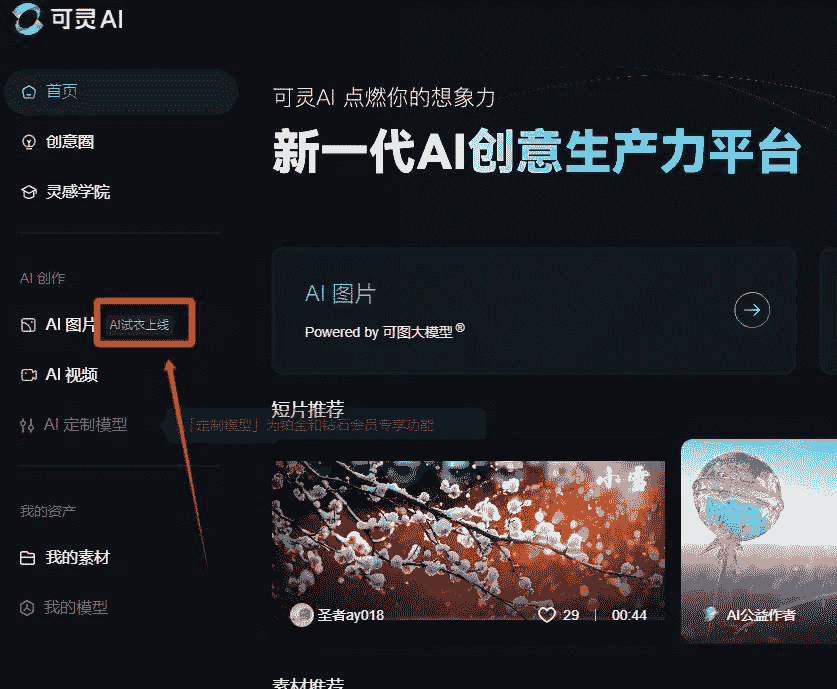 可灵AI
首页
创意圈
灵感学院
AI 创作
AI 图片
AI试衣上线
AI 视频
AI 定制模型
「定制模型」为铂金和钻石会员专享功能
我的资产
我的素材
我的模型
可灵AI 点燃你的想象力
新一代AI创意生产力平台
AI 图片
Powered by 可图大模型®
短片推荐
小雪
圣者ay018
29
00:44
AI公益作者
素材推荐